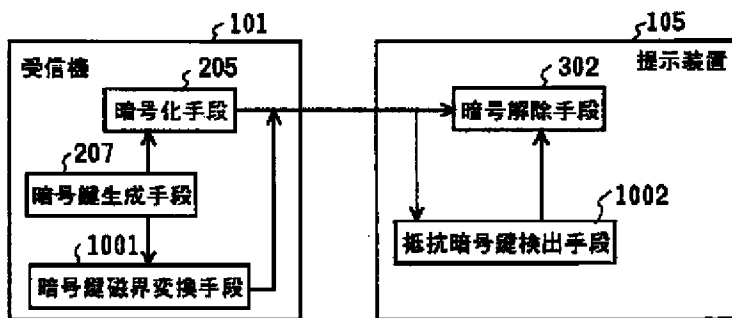 101
受信機
205
暗号化手段
207
暗号鍵生成手段
1001
暗号鍵磁界変換手段
105
提示装置
302
暗号解除手段
1002
抵抗暗号鍵検出手段